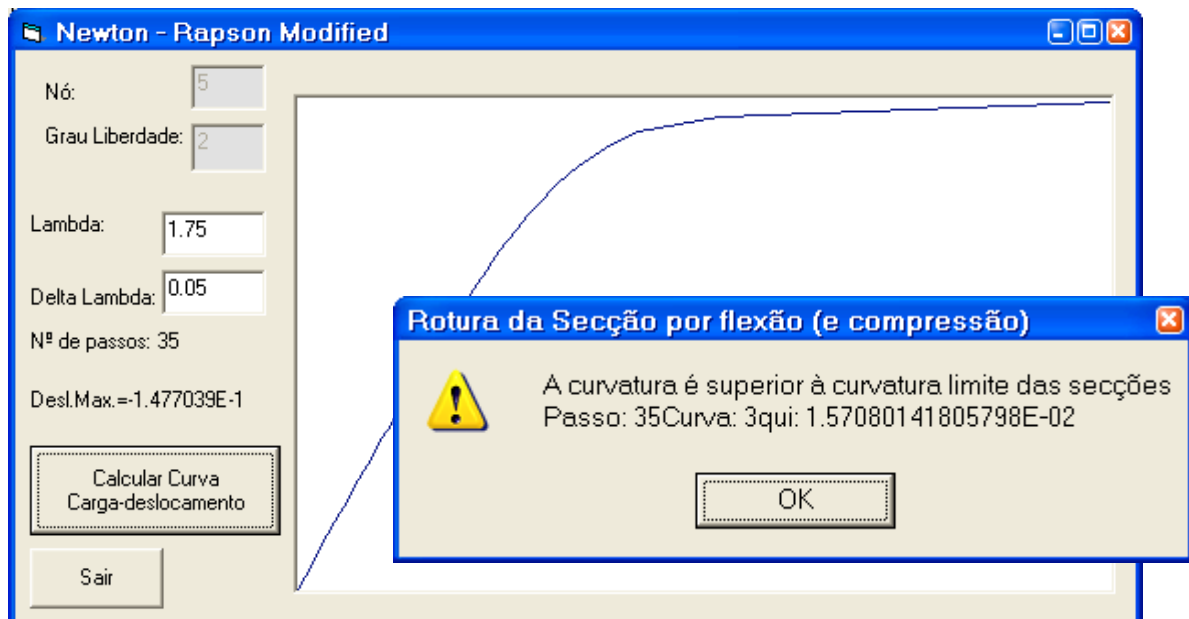 Newton - Rapson Modified
Nó: 5
Grau Liberdade: 2
Lambda: 1.75
Delta Lambda: 0.05
Nº de passos: 35
Desl.Max.=-1.477039E-1
Calcular Curva
Carga-deslocamento
Sair
Rotura da Secção por flexão (e compressão)
A curvatura é superior à curvatura limite das secções
Passo: 35Curva: 3qui: 1.57080141805798E-02
OK